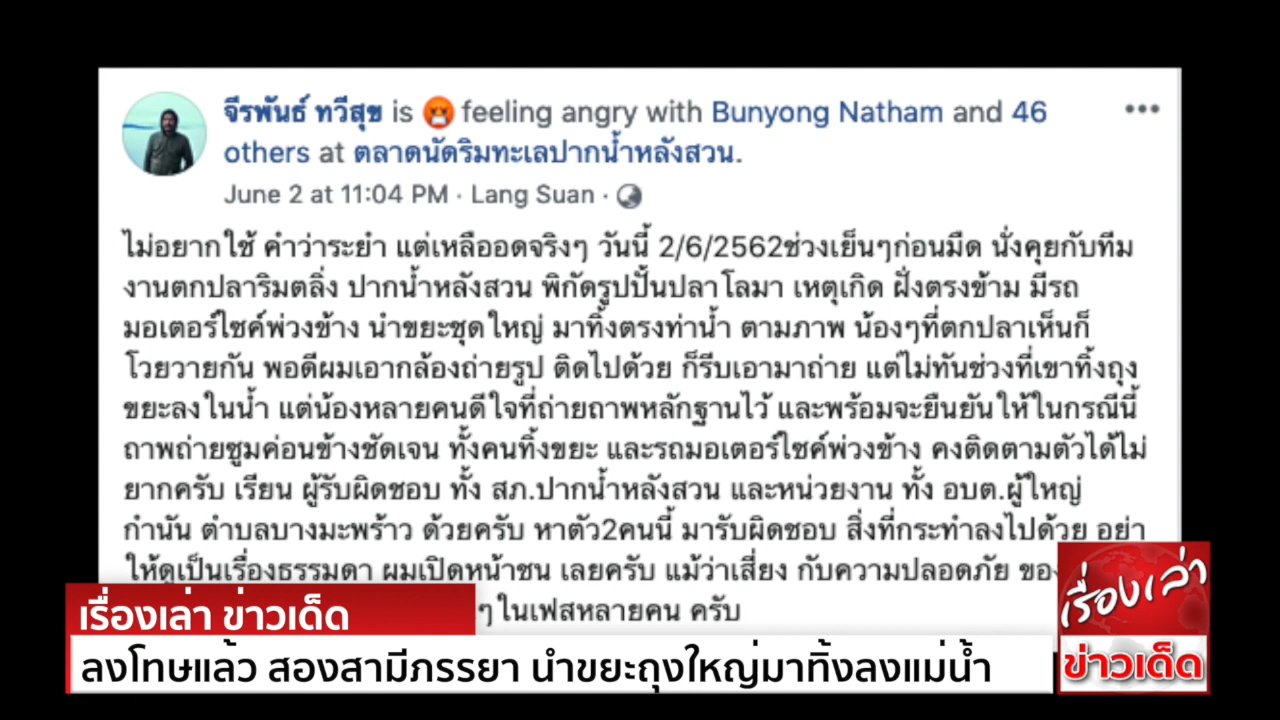 จีรพันธ์ ทวีสุข is feeling angry with Bunyong Natham and 46
others at ตลาดนัดริมทะเลปากน้ำหลังสวน.
June 2 at 11:04 PM · Lang Suan ·
ไม่อยากใช้ คำว่าระยำ แต่เหลืออดจริงๆ วันนี้ 2/6/2562ช่วงเย็นๆก่อนมืด นั่งคุยกับทีม
งานตกปลาริมตลิ่ง ปากน้ำหลังสวน พิกัดรูปปั้นปลาโลมา เหตุเกิด ฝั่งตรงข้าม มีรถ
มอเตอร์ไซค์พ่วงข้าง นำขยะชุดใหญ่ มาทิ้งตรงท่าน้ำ ตามภาพ น้องๆที่ตกปลาเห็นก็
โวยวายกัน พอดีผมเอากล้องถ่ายรูป ติดไปด้วย ก็รีบเอามาถ่าย แต่ไม่ทันช่วงที่เขาทิ้งถุง
ขยะลงในน้ำ แต่น้องหลายคนดีใจที่ถ่ายภาพหลักฐานไว้ และพร้อมจะยืนยันให้ในกรณีนี้
ถาพถ่ายซูมค่อนข้างชัดเจน ทั้งคนทิ้งขยะ และรถมอเตอร์ไซค์พ่วงข้าง คงติดตามตัวได้ไม่
ยากครับ เรียน ผู้รับผิดชอบ ทั้ง สภ.ปากน้ำหลังสวน และหน่วยงาน ทั้ง อบต.ผู้ใหญ่
กำนัน ตำบลบางมะพร้าว ด้วยครับ หาตัว2คนนี้ มารับผิดชอบ สิ่งที่กระทำลงไปด้วย อย่า
ให้ดูเป็นเรื่องธรรมดา ผมเปิดหน้าชน เลยครับ แม้ว่าเสี่ยง กับความปลอดภัย ของ
ๆในเฟสหลายคน ครับ
เรื่องเล่า ข่าวเด็ด
ลงโทษแล้ว สองสามีภรรยา นำขยะถุงใหญ่มาทิ้งลงแม่น้ำ
เรื่องเล่า
ข่าวเด็ด